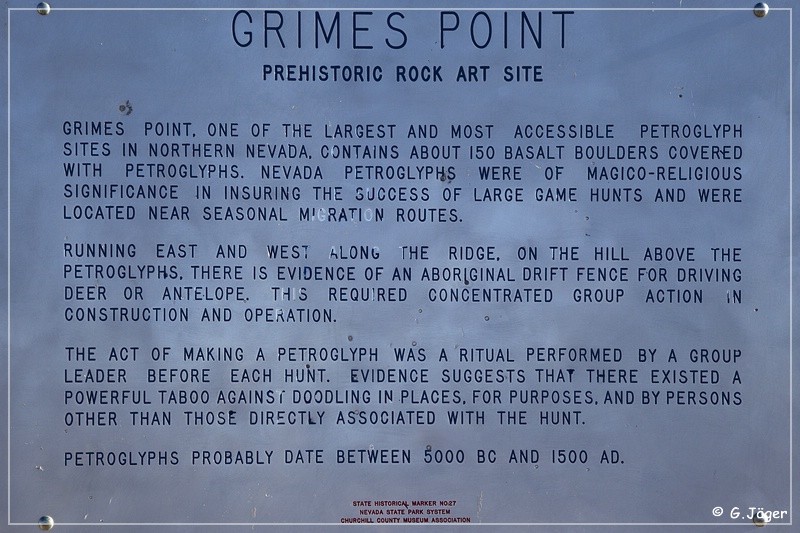 GRIMES POINT
PREHISTORIC ROCK ART SITE
GRIMES POINT, ONE OF THE LARGEST AND MOST ACCESSIBLE PETROGLYPH
SITES IN NORTHERN NEVADA, CONTAINS ABOUT 150 BASALT BOULDERS COVERED
WITH PETROGLYPHS. NEVADA PETROGLYPHS WERE OF MAGICO-RELIGIOUS
SIGNIFICANCE IN INSURING THE SUCCESS OF LARGE GAME HUNTS AND WERE
LOCATED NEAR SEASONAL MIGRATION ROUTES.
RUNNING EAST AND WEST ALONG THE RIDGE, ON THE HILL ABOVE THE
PETROGLYPHS, THERE IS EVIDENCE OF AN ABORIGINAL DRIFT FENCE FOR DRIVING
DEER OR ANTELOPE. THIS REQUIRED CONCENTRATED GROUP ACTION IN
CONSTRUCTION AND OPERATION.
THE ACT OF MAKING A PETROGLYPH WAS A RITUAL PERFORMED BY A GROUP
LEADER BEFORE EACH HUNT. EVIDENCE SUGGESTS THAT THERE EXISTED A
POWERFUL TABOO AGAINST DOODLING IN PLACES, FOR PURPOSES, AND BY PERSONS
OTHER THAN THOSE DIRECTLY ASSOCIATED WITH THE HUNT.
PETROGLYPHS PROBABLY DATE BETWEEN 5000 BC AND 1500 AD.
STATE HISTORICAL MARKER NO.27
NEVADA STATE PARK SYSTEM
CHURCHILL COUNTY MUSEUM ASSOCIATION
© G.Jäger